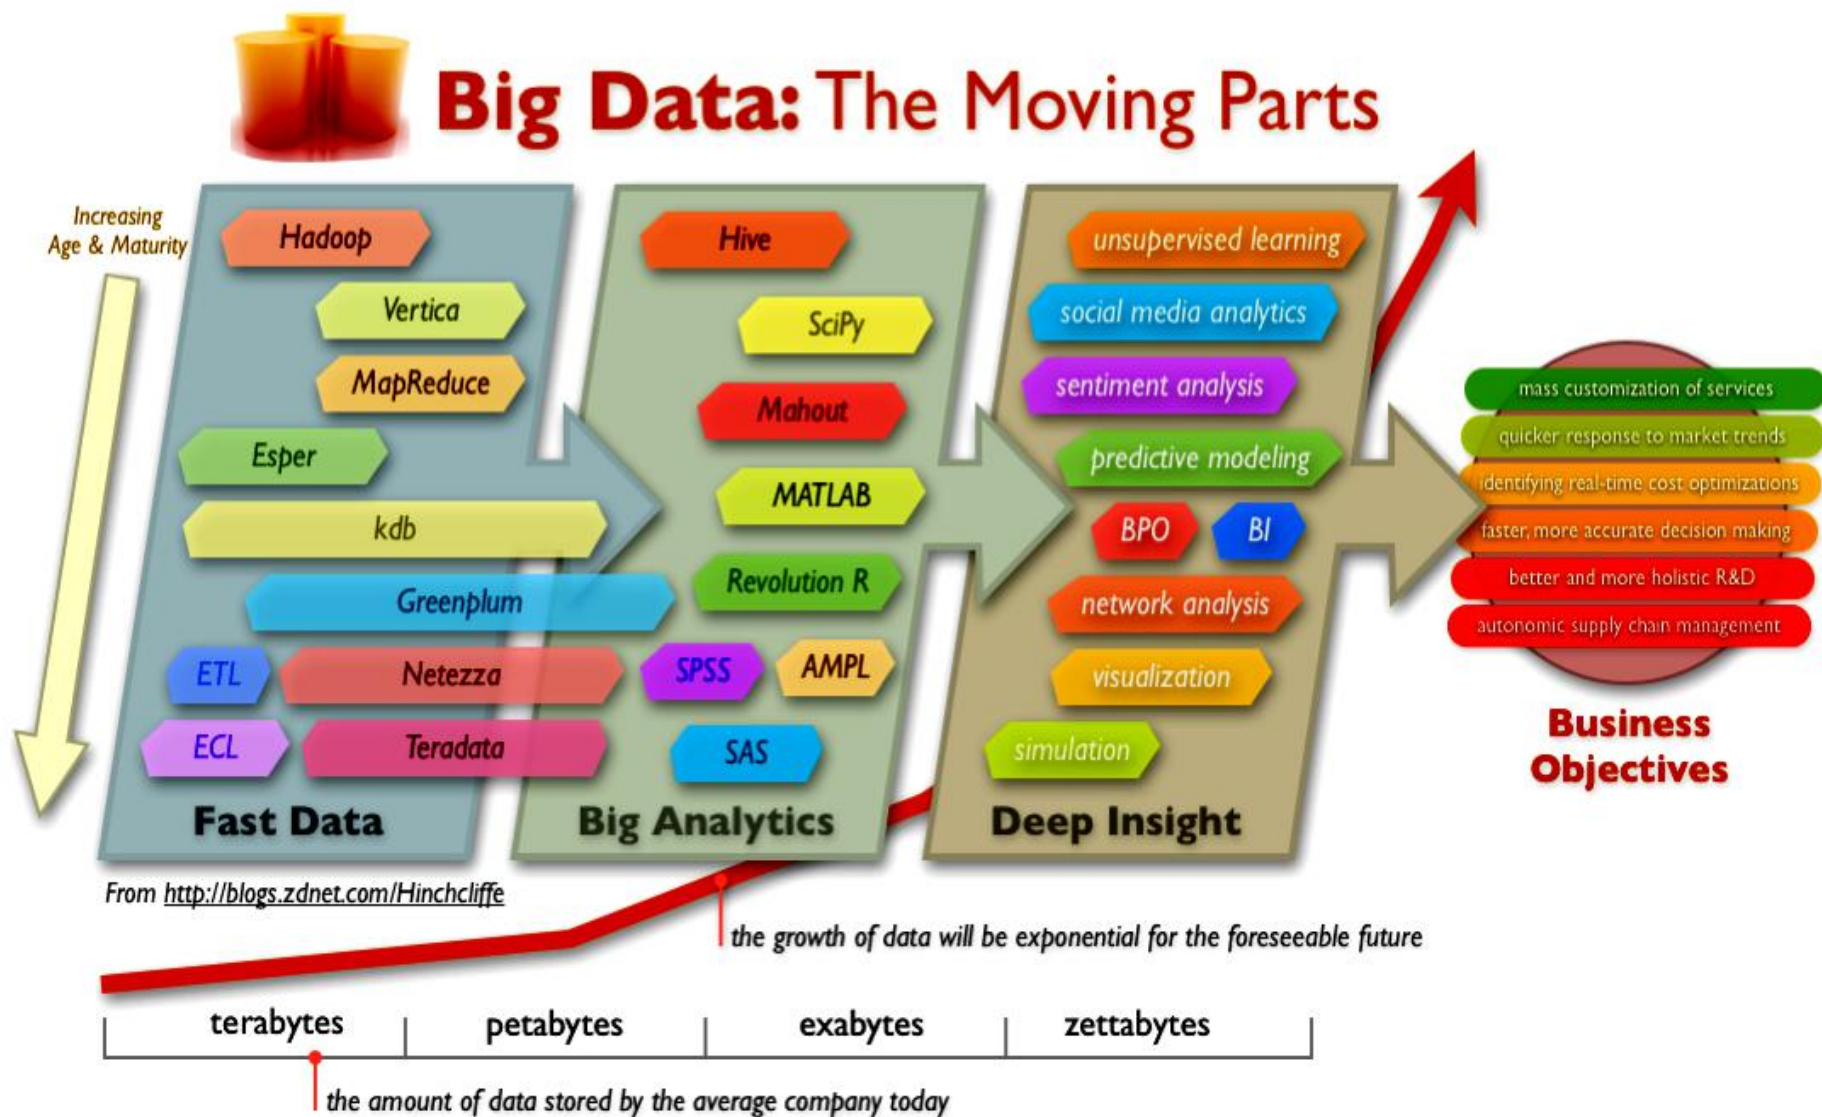 Big Data: The Moving Parts
Increasing
Age & Maturity
Hadoop
Vertica
MapReduce
Esper
kdb
Greenplum
ETL
Netezza
ECL
Teradata
Fast Data
Hive
SciPy
Mahout
MATLAB
Revolution R
SPSS
AMPL
SAS
Big Analytics
unsupervised learning
social media analytics
sentiment analysis
predictive modeling
BPO
BI
network analysis
visualization
simulation
Deep Insight
mass customization of services
quicker response to market trends
identifying real-time cost optimizations
faster, more accurate decision making
better and more holistic R&D
autonomic supply chain management
Business
Objectives
From http://blogs.zdnet.com/Hinchcliffe
the growth of data will be exponential for the foreseeable future
terabytes
petabytes
exabytes
zettabytes
the amount of data stored by the average company today